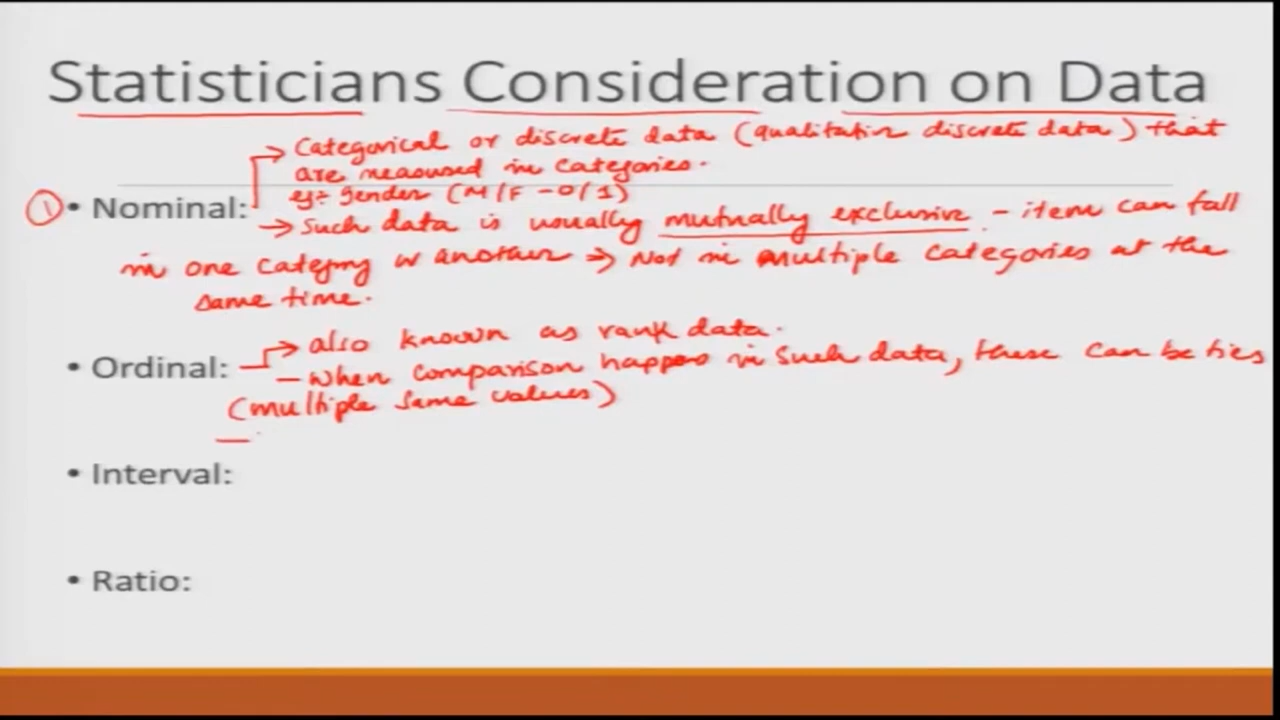 Statisticians Consideration on Data
→ Categorical or discrete data (qualitative discrete data) that
are measured in categories.
eg:- gender (M/F - 0/1)
① • Nominal:
→ Such data is usually mutually exclusive - item can fall
in one category or another → Not in multiple categories at the
same time.
→ also known as rank data.
• Ordinal:
- When comparison happens in such data, there can be ties
(multiple same values)
—
• Interval:
• Ratio: